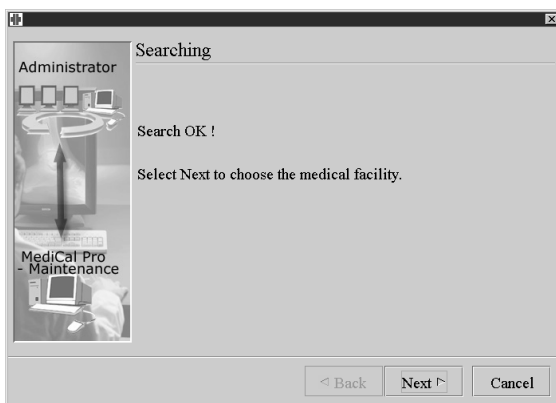 Searching
Administrator
Search OK !
Select Next to choose the medical facility.
MediCal Pro
- Maintenance
Back
Next
Cancel